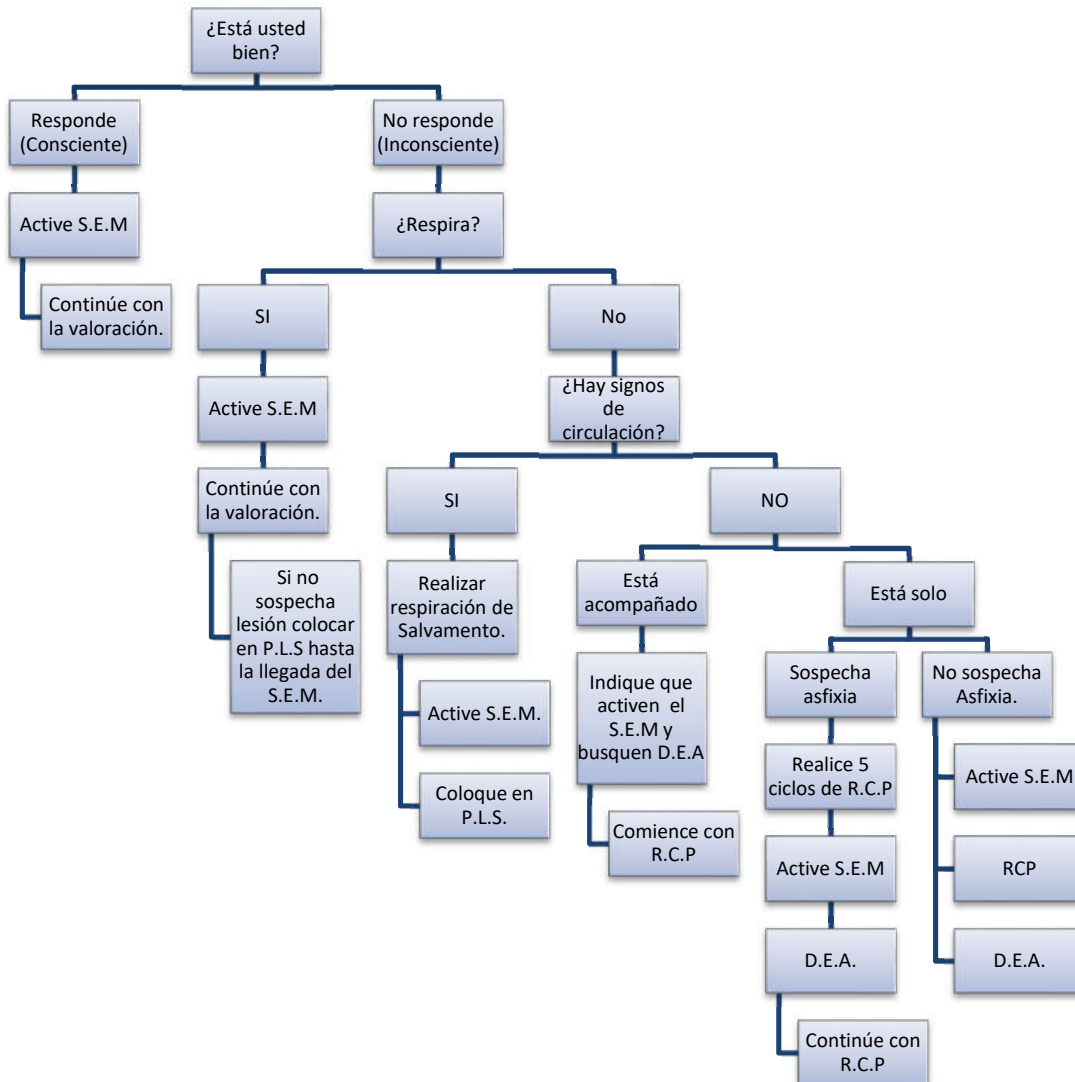 ¿Está usted
bien?
Responde
(Consciente)
No responde
(Inconsciente)
Active S.E.M
¿Respira?
Continúe con
la valoración.
SI
No
Active S.E.M
¿Hay signos
de
circulación?
Continúe con
la valoración.
SI
NO
Si no
sospecha
lesión colocar
en P.L.S hasta
la llegada del
S.E.M.
Realizar
respiración de
Salvamento.
Está
acompañado
Está solo
Active S.E.M.
Indique que
activen el
S.E.M y
busquen D.E.A
Sospecha
asfixia
No sospecha
Asfixia.
Coloque en
P.L.S.
Comience con
R.C.P
Realice 5
ciclos de R.C.P
Active S.E.M
Active S.E.M
RCP
D.E.A.
D.E.A.
Continúe con
R.C.P